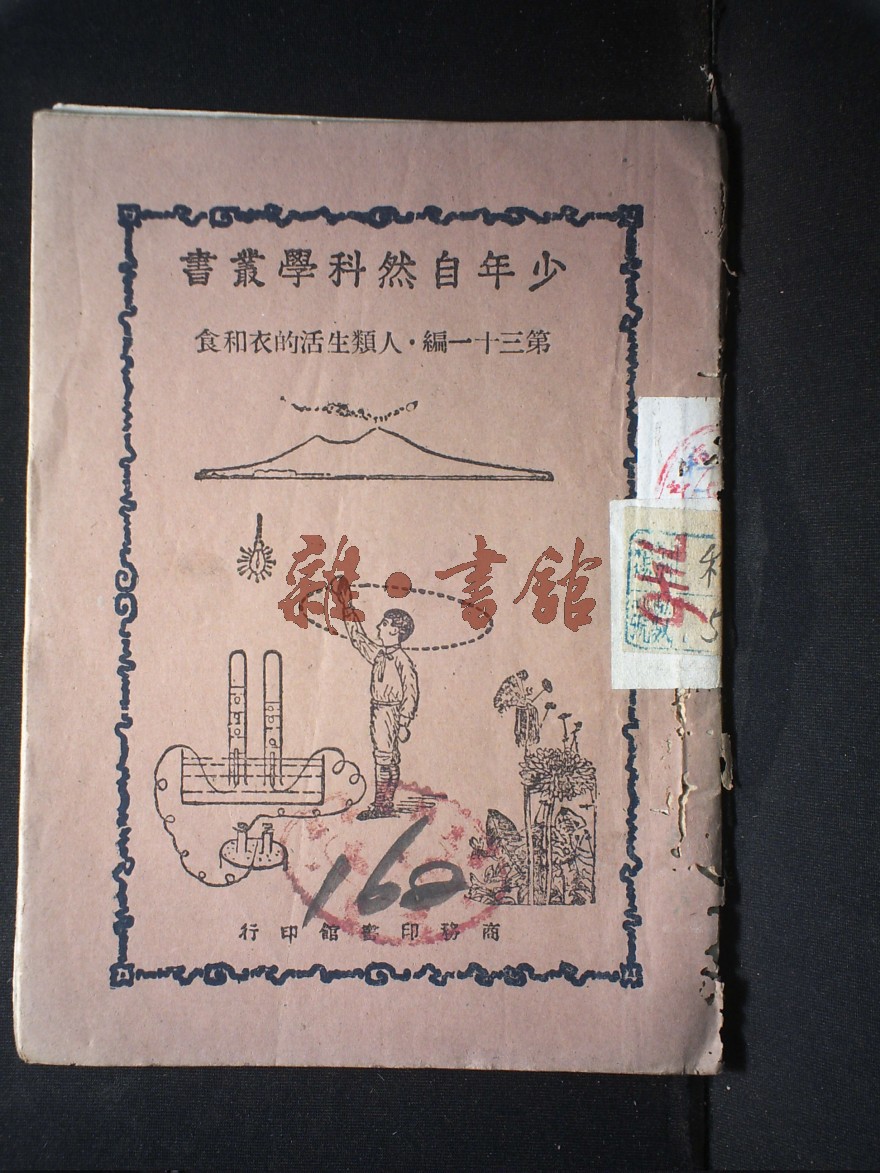 少年自然科學叢書
第三十一編・人類生活的衣和食
雜・書館
160
商務印書館印行